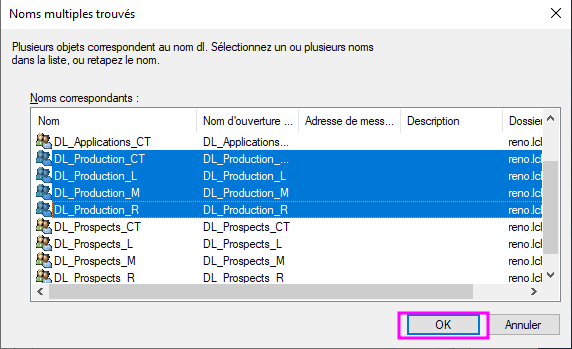 Noms multiples trouvés
Plusieurs objets correspondent au nom dl. Sélectionnez un ou plusieurs noms
dans la liste, ou retapez le nom.
Noms correspondants :
Nom Nom d'ouverture ... Adresse de mess... Description Dossier
DL_Applications_CT DL_Applications... reno.lcl
DL_Production_CT DL_Production_... reno.lcl
DL_Production_L DL_Production_L reno.lcl
DL_Production_M DL_Production_M reno.lcl
DL_Production_R DL_Production_R reno.lcl
DL_Prospects_CT DL_Prospects_CT reno.lcl
DL_Prospects_L DL_Prospects_L reno.lcl
DL_Prospects_M DL_Prospects_M reno.lcl
DL_Prospects_R DL_Prospects_R reno.lcl
OK Annuler